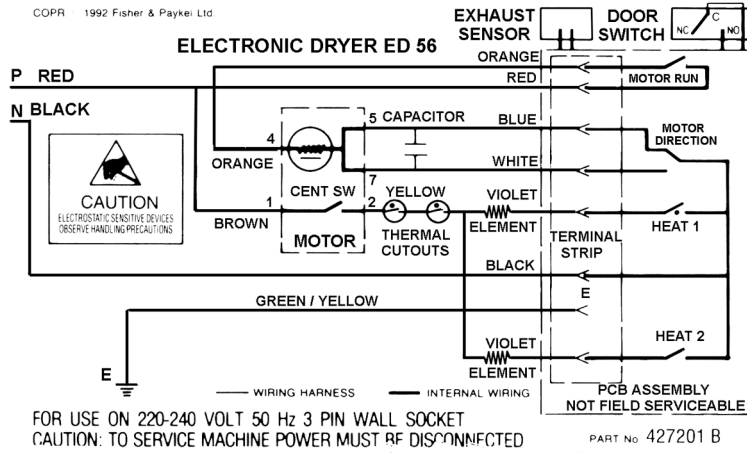 COPR 1992 Fisher & Paykel Ltd
EXHAUST SENSOR
DOOR SWITCH
C
NC
NO
ELECTRONIC DRYER ED 56
ORANGE
P RED
RED
MOTOR RUN
N BLACK
5 CAPACITOR
BLUE
MOTOR DIRECTION
4
ORANGE
WHITE
7
CAUTION
ELECTROSTATIC SENSITIVE DEVICES
OBSERVE HANDLING PRECAUTIONS
CENT SW
YELLOW
VIOLET
1
2
BROWN
MOTOR
THERMAL CUTOUTS
ELEMENT
HEAT 1
TERMINAL STRIP
BLACK
E
GREEN / YELLOW
HEAT 2
VIOLET
ELEMENT
E
WIRING HARNESS
INTERNAL WIRING
PCB ASSEMBLY
NOT FIELD SERVICEABLE
FOR USE ON 220-240 VOLT 50 Hz 3 PIN WALL SOCKET
CAUTION: TO SERVICE MACHINE POWER MUST BE DISCONNECTED
PART No 427201 B